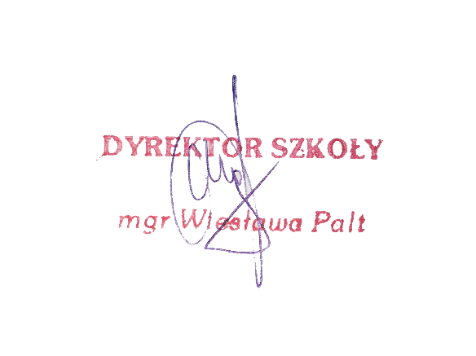 DYREKTOR SZKOŁY
mgr Wiesława Palt